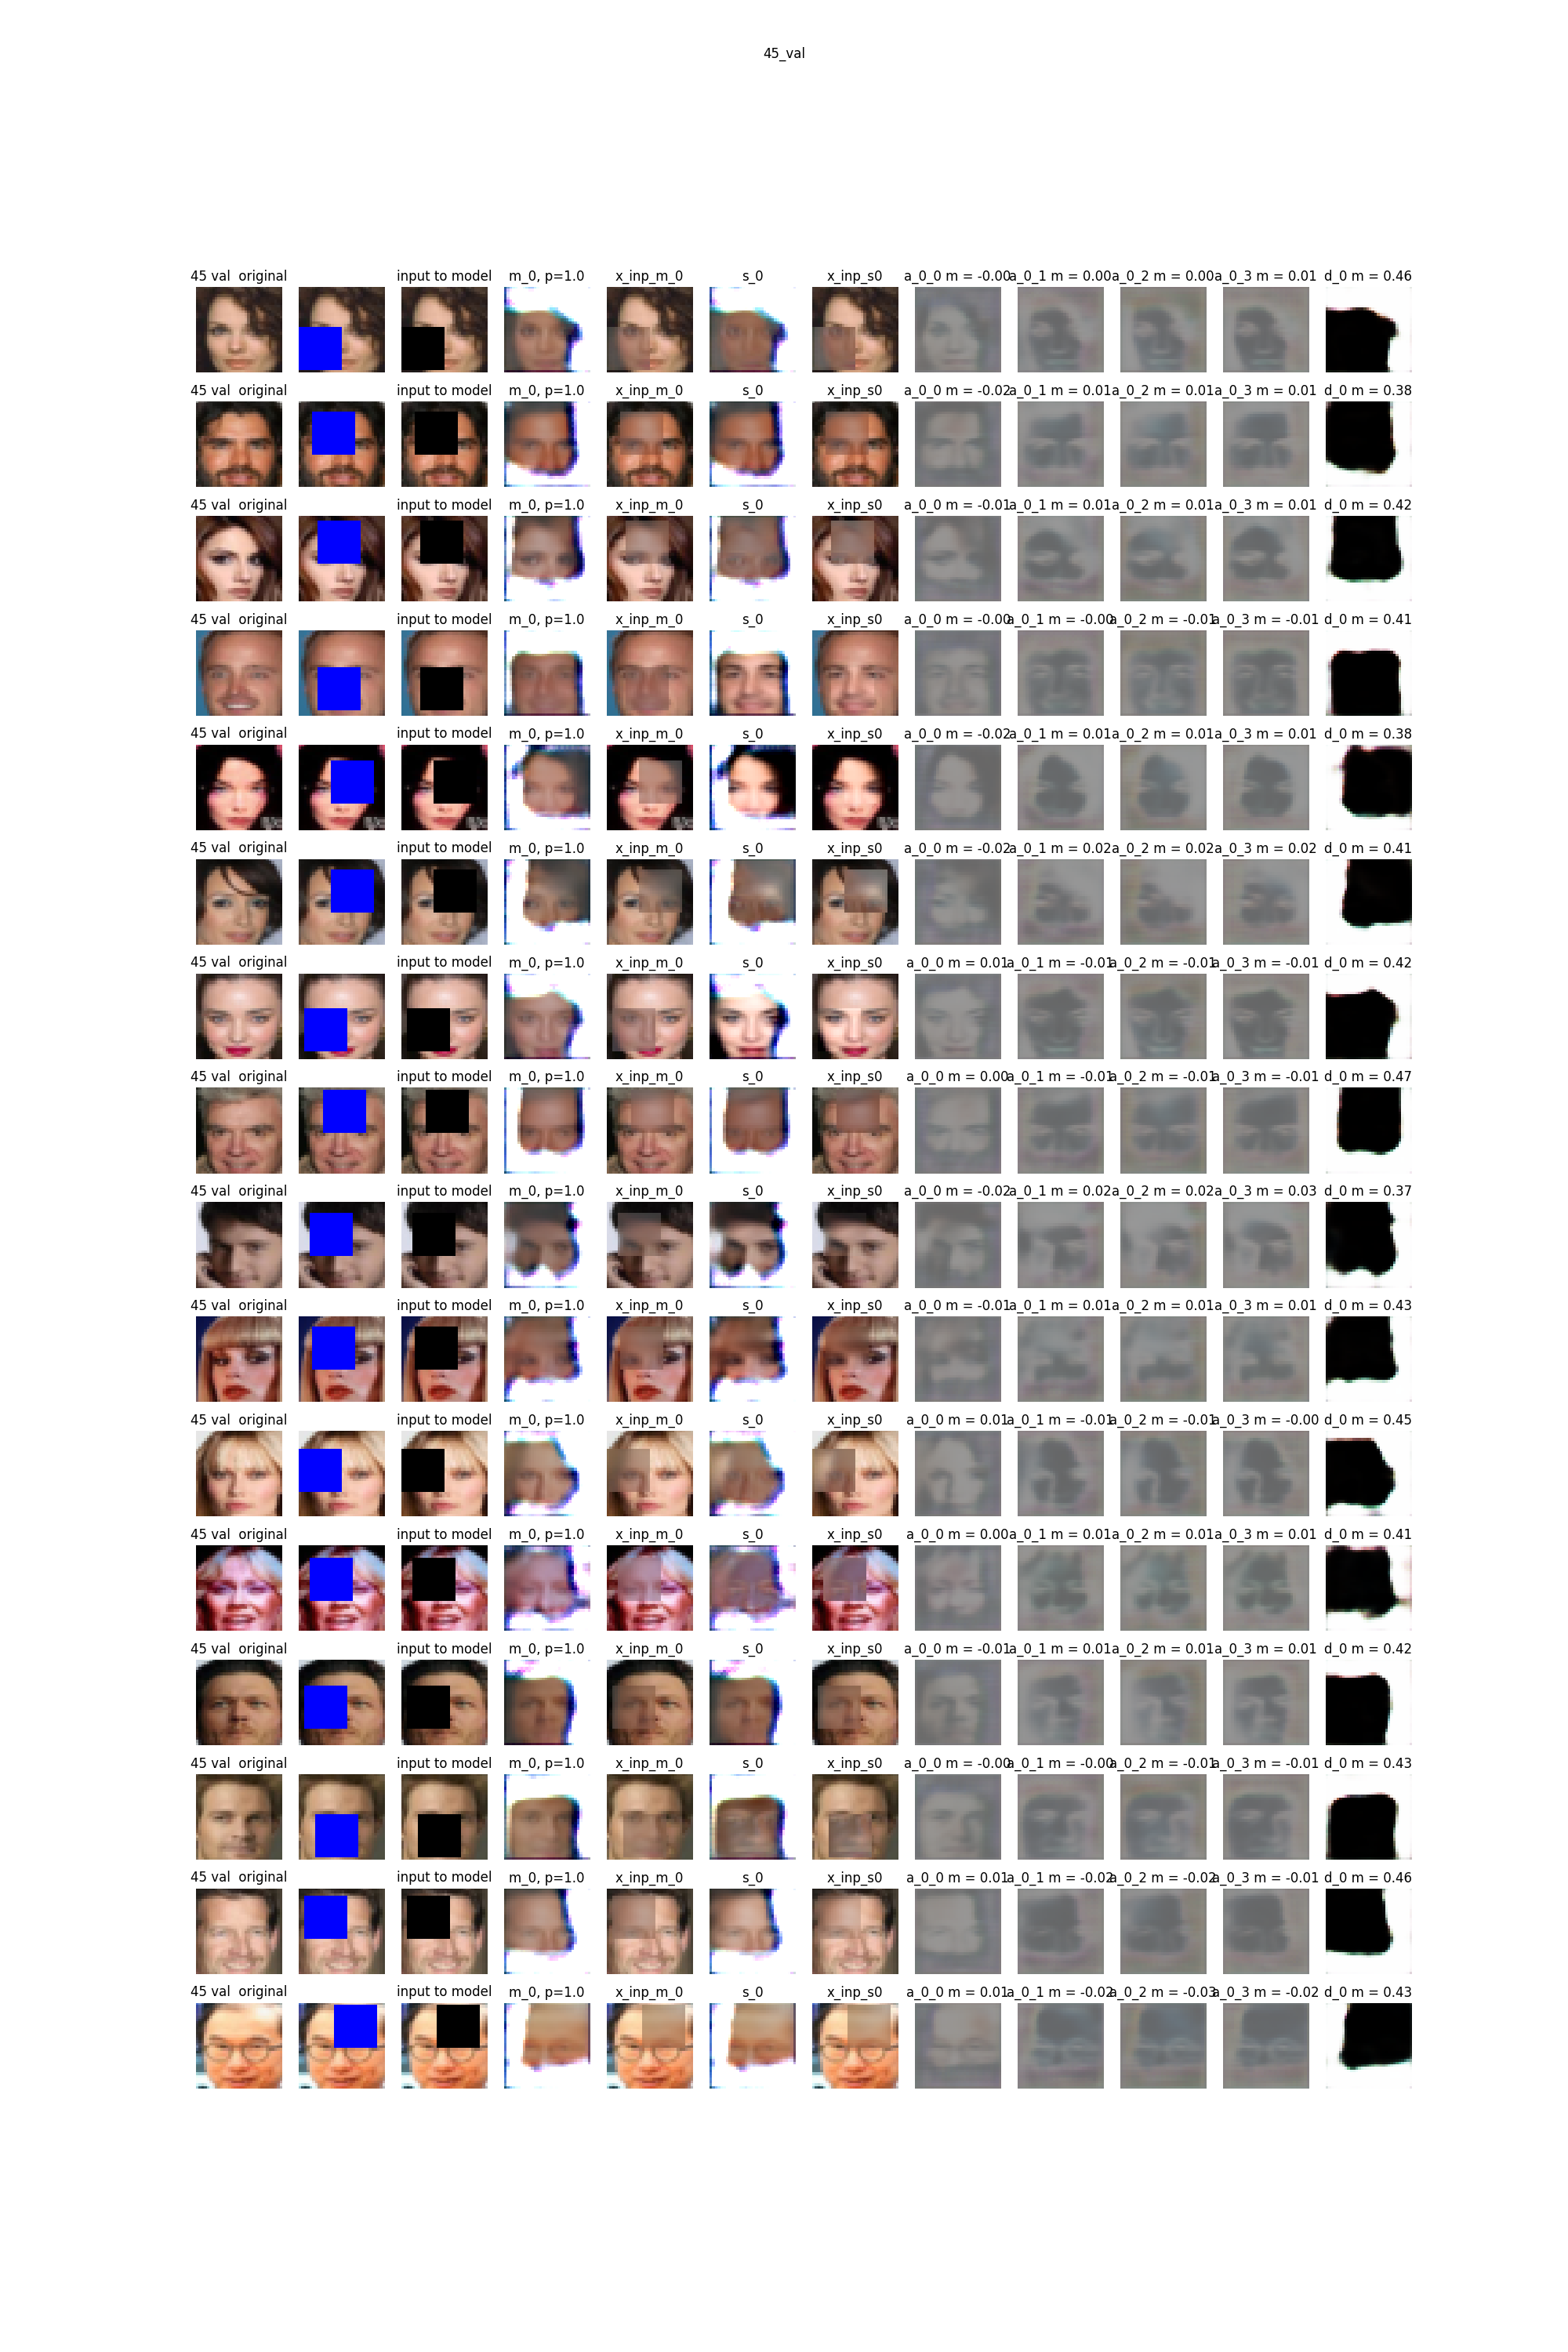 45_val
45 val  original input to model m_0, p=1.0 x_inp_m_0 s_0 x_inp_s0 a_0_0 m = -0.00 a_0_1 m = 0.00 a_0_2 m = 0.00 a_0_3 m = 0.01 d_0 m = 0.46
45 val  original input to model m_0, p=1.0 x_inp_m_0 s_0 x_inp_s0 a_0_0 m = -0.02 a_0_1 m = 0.01 a_0_2 m = 0.01 a_0_3 m = 0.01 d_0 m = 0.38
45 val  original input to model m_0, p=1.0 x_inp_m_0 s_0 x_inp_s0 a_0_0 m = -0.01 a_0_1 m = 0.01 a_0_2 m = 0.01 a_0_3 m = 0.01 d_0 m = 0.42
45 val  original input to model m_0, p=1.0 x_inp_m_0 s_0 x_inp_s0 a_0_0 m = -0.00 a_0_1 m = -0.00 a_0_2 m = -0.01 a_0_3 m = -0.01 d_0 m = 0.41
45 val  original input to model m_0, p=1.0 x_inp_m_0 s_0 x_inp_s0 a_0_0 m = -0.02 a_0_1 m = 0.01 a_0_2 m = 0.01 a_0_3 m = 0.01 d_0 m = 0.38
45 val  original input to model m_0, p=1.0 x_inp_m_0 s_0 x_inp_s0 a_0_0 m = -0.02 a_0_1 m = 0.02 a_0_2 m = 0.02 a_0_3 m = 0.02 d_0 m = 0.41
45 val  original input to model m_0, p=1.0 x_inp_m_0 s_0 x_inp_s0 a_0_0 m = 0.01 a_0_1 m = -0.01 a_0_2 m = -0.01 a_0_3 m = -0.01 d_0 m = 0.42
45 val  original input to model m_0, p=1.0 x_inp_m_0 s_0 x_inp_s0 a_0_0 m = 0.00 a_0_1 m = -0.01 a_0_2 m = -0.01 a_0_3 m = -0.01 d_0 m = 0.47
45 val  original input to model m_0, p=1.0 x_inp_m_0 s_0 x_inp_s0 a_0_0 m = -0.02 a_0_1 m = 0.02 a_0_2 m = 0.02 a_0_3 m = 0.03 d_0 m = 0.37
45 val  original input to model m_0, p=1.0 x_inp_m_0 s_0 x_inp_s0 a_0_0 m = -0.01 a_0_1 m = 0.01 a_0_2 m = 0.01 a_0_3 m = 0.01 d_0 m = 0.43
45 val  original input to model m_0, p=1.0 x_inp_m_0 s_0 x_inp_s0 a_0_0 m = 0.01 a_0_1 m = -0.01 a_0_2 m = -0.01 a_0_3 m = -0.00 d_0 m = 0.45
45 val  original input to model m_0, p=1.0 x_inp_m_0 s_0 x_inp_s0 a_0_0 m = 0.00 a_0_1 m = 0.01 a_0_2 m = 0.01 a_0_3 m = 0.01 d_0 m = 0.41
45 val  original input to model m_0, p=1.0 x_inp_m_0 s_0 x_inp_s0 a_0_0 m = -0.01 a_0_1 m = 0.01 a_0_2 m = 0.01 a_0_3 m = 0.01 d_0 m = 0.42
45 val  original input to model m_0, p=1.0 x_inp_m_0 s_0 x_inp_s0 a_0_0 m = -0.00 a_0_1 m = -0.00 a_0_2 m = -0.01 a_0_3 m = -0.01 d_0 m = 0.43
45 val  original input to model m_0, p=1.0 x_inp_m_0 s_0 x_inp_s0 a_0_0 m = 0.01 a_0_1 m = -0.02 a_0_2 m = -0.02 a_0_3 m = -0.01 d_0 m = 0.46
45 val  original input to model m_0, p=1.0 x_inp_m_0 s_0 x_inp_s0 a_0_0 m = 0.01 a_0_1 m = -0.02 a_0_2 m = -0.03 a_0_3 m = -0.02 d_0 m = 0.43